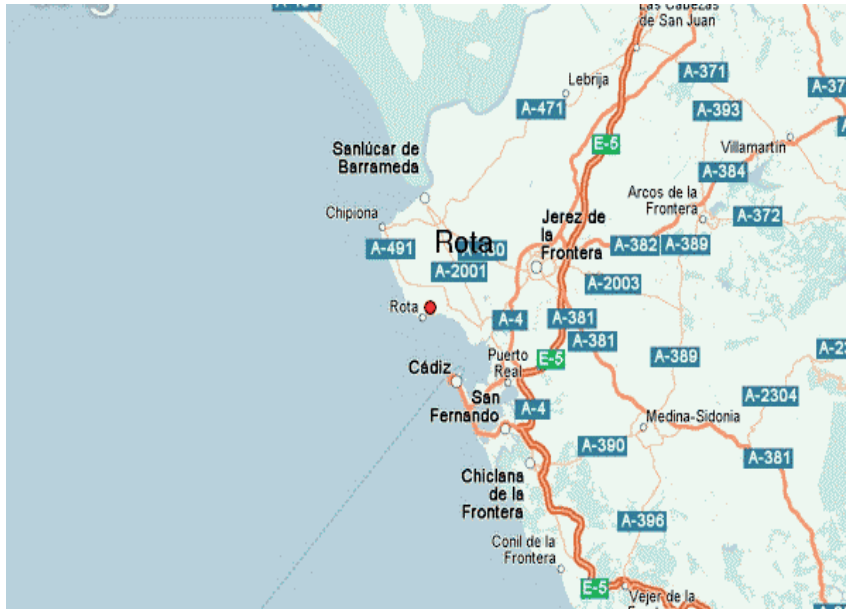 Las Cabezas
de San Juan
A-371
Lebrija
A-471
A-393
E-5
Villamartín
Sanlúcar de
Barrameda
A-384
Arcos de la
Frontera
Chipiona
A-372
Jerez de
la
Frontera
Rota
A-491
A-382
A-389
A-2001
A-2003
Rota
A-4
A-381
A-381
Puerto
Real
E-5
A-389
Cádiz
San
Fernando
A-4
A-2304
Medina-Sidonia
A-390
A-381
Chiclana
de la
Frontera
A-396
Conil de la
Frontera
E-5
Vejer de la